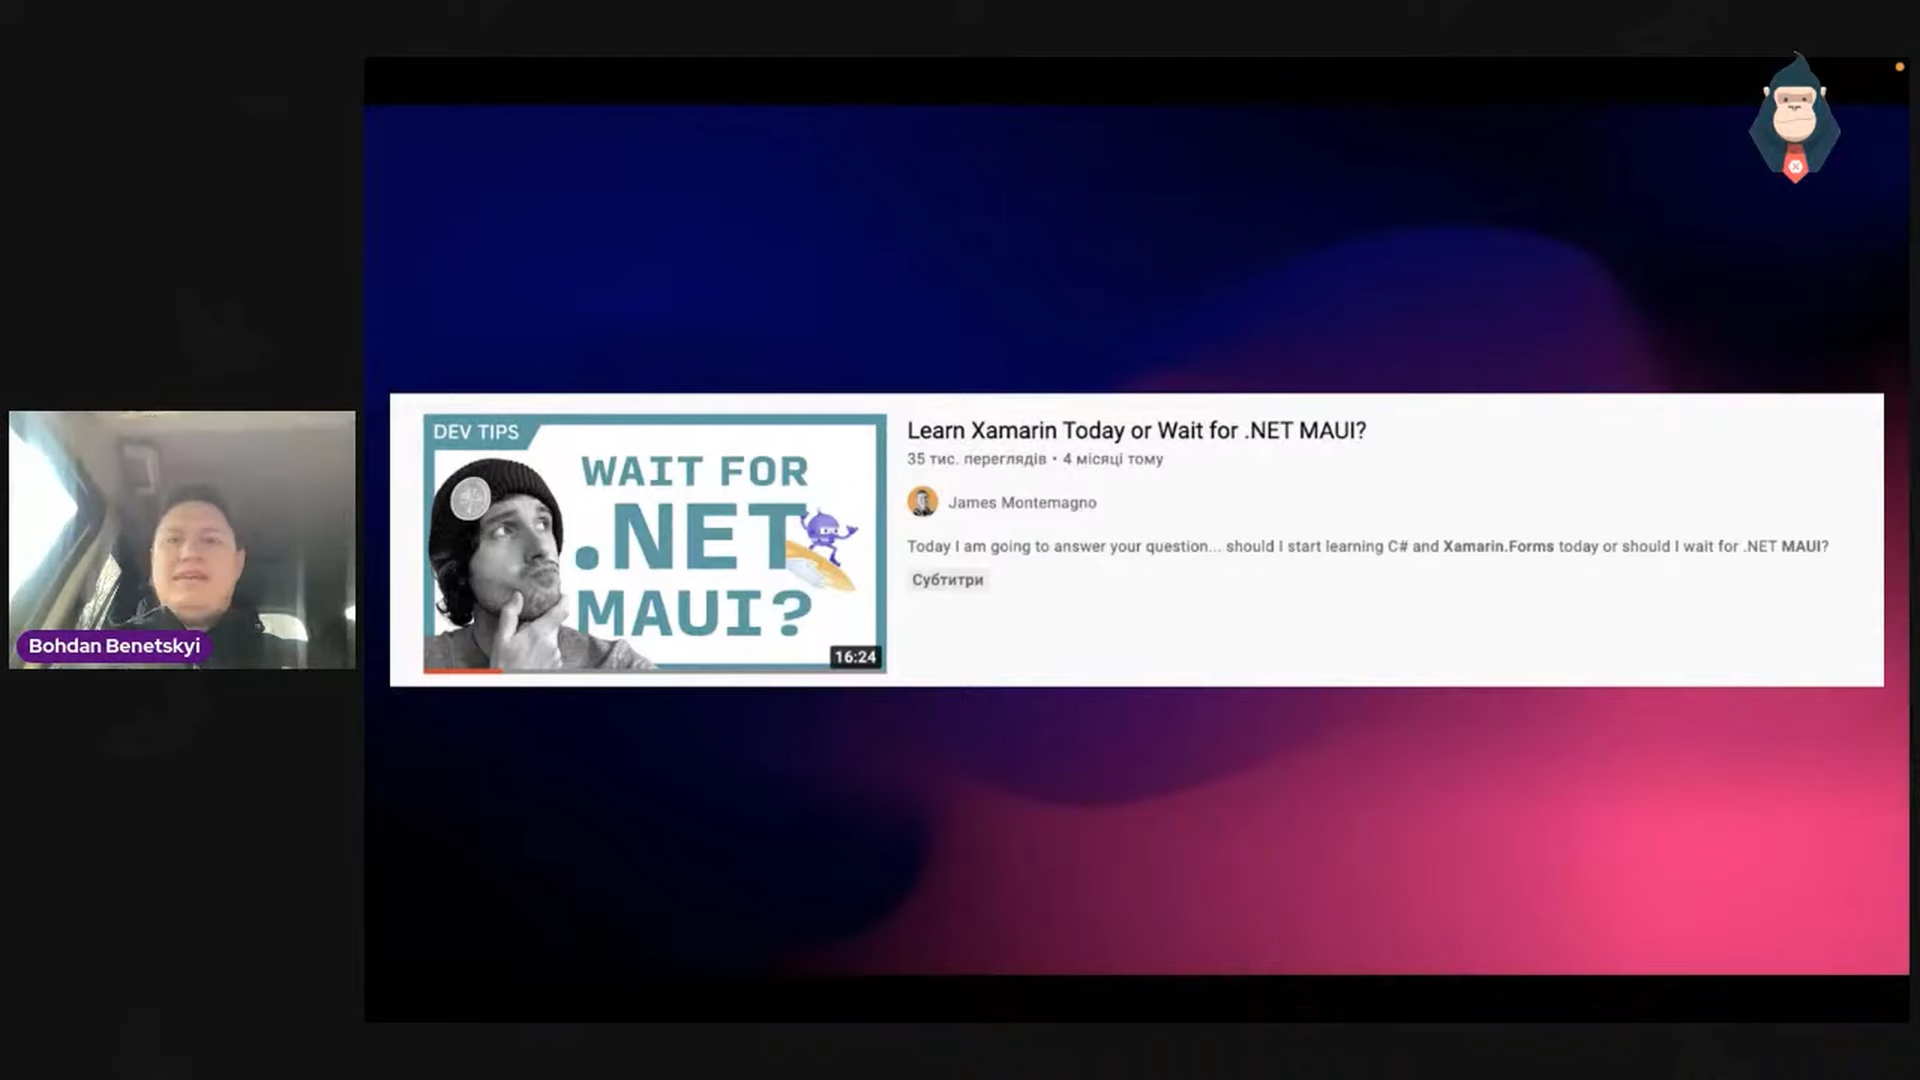 Bohdan Benetskyi
DEV TIPS
WAIT FOR
.NET
MAUI?
16:24
Learn Xamarin Today or Wait for .NET MAUI?
35 тис. переглядів • 4 місяці тому
James Montemagno
Today I am going to answer your question... should I start learning C# and Xamarin.Forms today or should I wait for .NET MAUI?
Субтитри